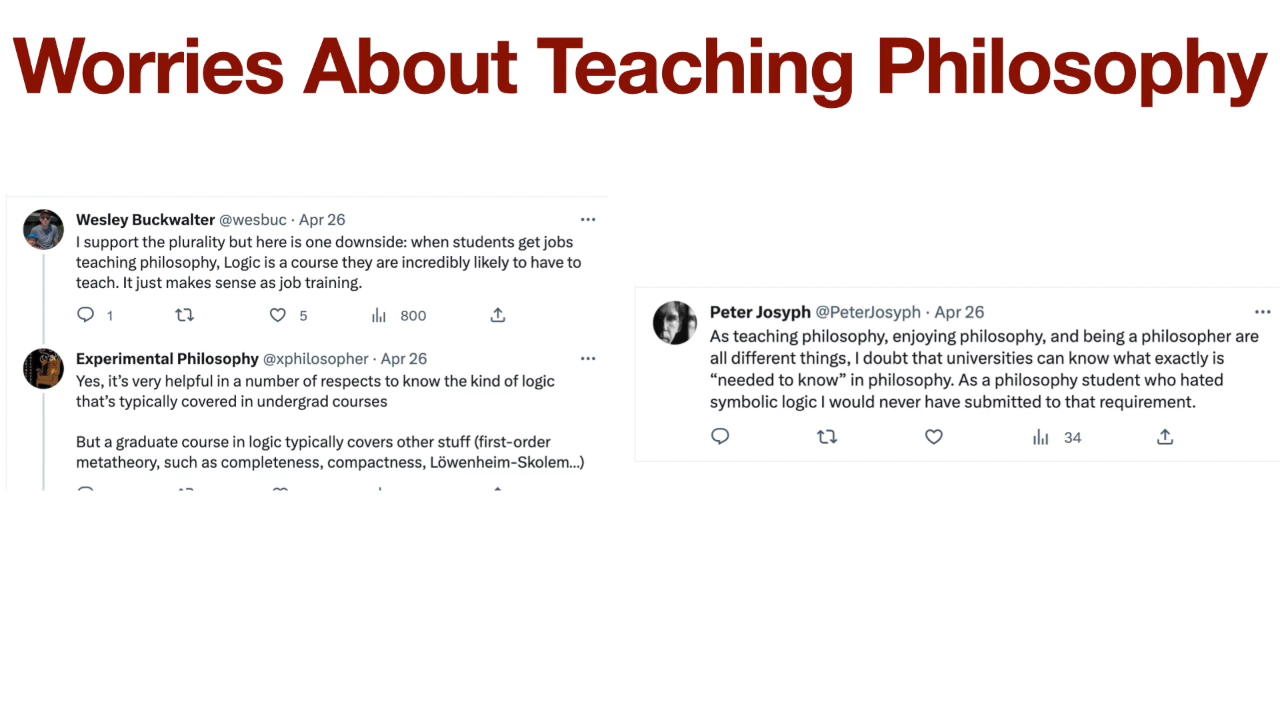 Worries About Teaching Philosophy
Wesley Buckwalter @wesbuc · Apr 26
I support the plurality but here is one downside: when students get jobs
teaching philosophy, Logic is a course they are incredibly likely to have to
teach. It just makes sense as job training.
1 5 800
Experimental Philosophy @xphilosopher · Apr 26
Yes, it’s very helpful in a number of respects to know the kind of logic
that’s typically covered in undergrad courses
But a graduate course in logic typically covers other stuff (first-order
metatheory, such as completeness, compactness, Löwenheim-Skolem...)
Peter Josyph @PeterJosyph · Apr 26
As teaching philosophy, enjoying philosophy, and being a philosopher are
all different things, I doubt that universities can know what exactly is
“needed to know” in philosophy. As a philosophy student who hated
symbolic logic I would never have submitted to that requirement.
34